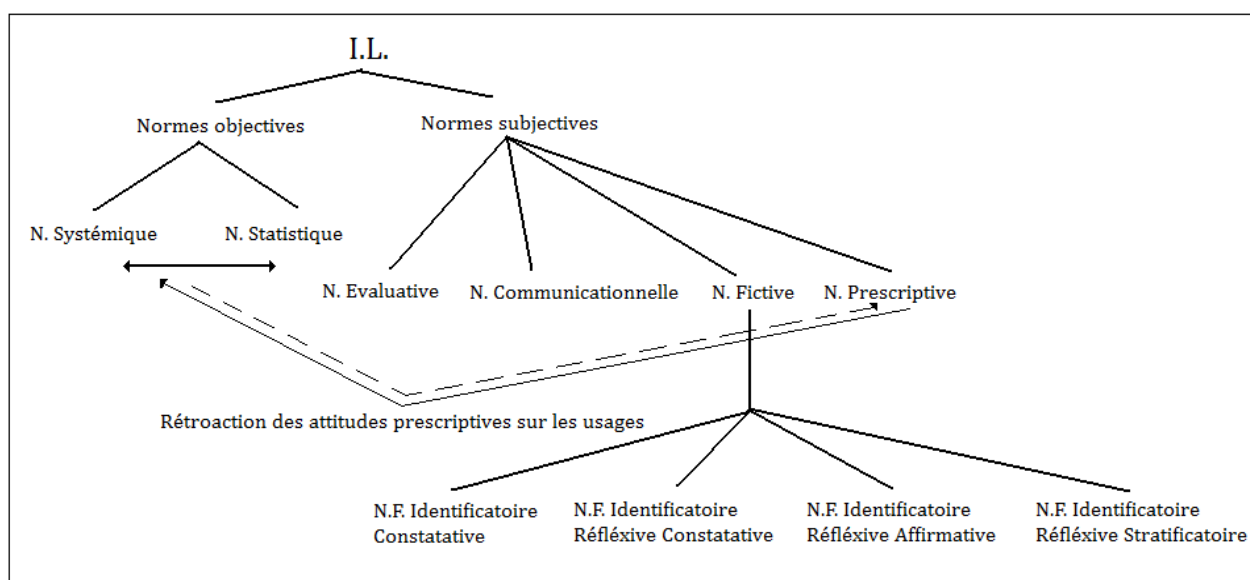 I.L.
Normes objectives
Normes subjectives
N. Systémique
N. Statistique
N. Evaluative
N. Communicationnelle
N. Fictive
N. Prescriptive
Rétroaction des attitudes prescriptives sur les usages
N.F. Identificatoire
Constatative
N.F. Identificatoire
Réfléxive Constatative
N.F. Identificatoire
Réfléxive Affirmative
N.F. Identificatoire
Réfléxive Stratificatoire